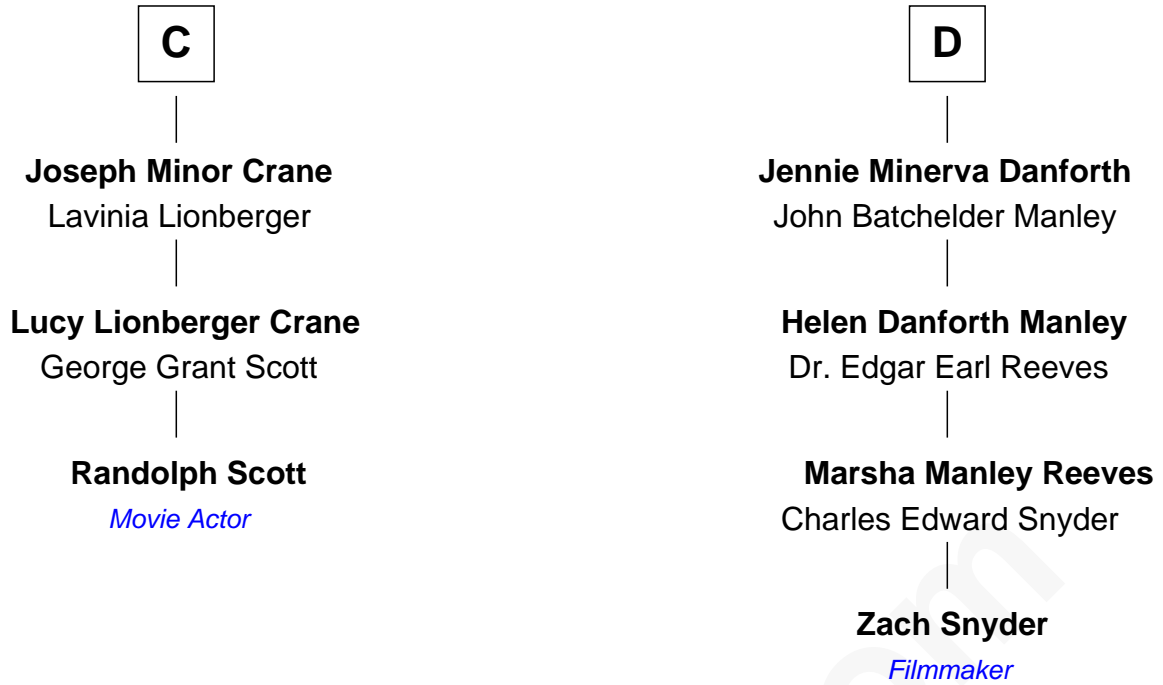 C
Joseph Minor Crane
Lavinia Lionberger
Lucy Lionberger Crane
George Grant Scott
Randolph Scott
Movie Actor
D
Jennie Minerva Danforth
John Batchelder Manley
Helen Danforth Manley
Dr. Edgar Earl Reeves
Marsha Manley Reeves
Charles Edward Snyder
Zach Snyder
Filmmaker